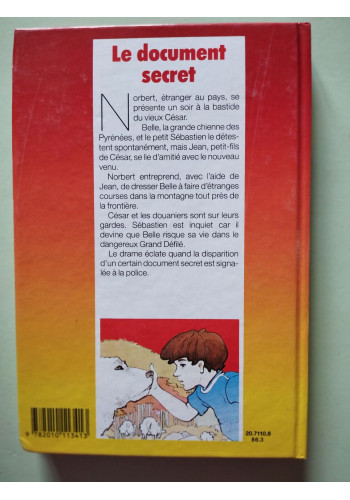 Le document
secret
Norbert, étranger au pays, se
présente un soir à la bastide
du vieux César.
Belle, la grande chienne des
Pyrénées, et le petit Sébastien le détes-
tent spontanément, mais Jean, petit-fils
de César, se lie d'amitié avec le nouveau
venu.
Norbert entreprend, avec l'aide de
Jean, de dresser Belle à faire d'étranges
courses dans la montagne tout près de
la frontière.
César et les douaniers sont sur leurs
gardes. Sébastien est inquiet car il
devine que Belle risque sa vie dans le
dangereux Grand Défilé.
Le drame éclate quand la disparition
d'un certain document secret est signa-
lée à la police.
9 782010 113413
20.7110.8
88.3